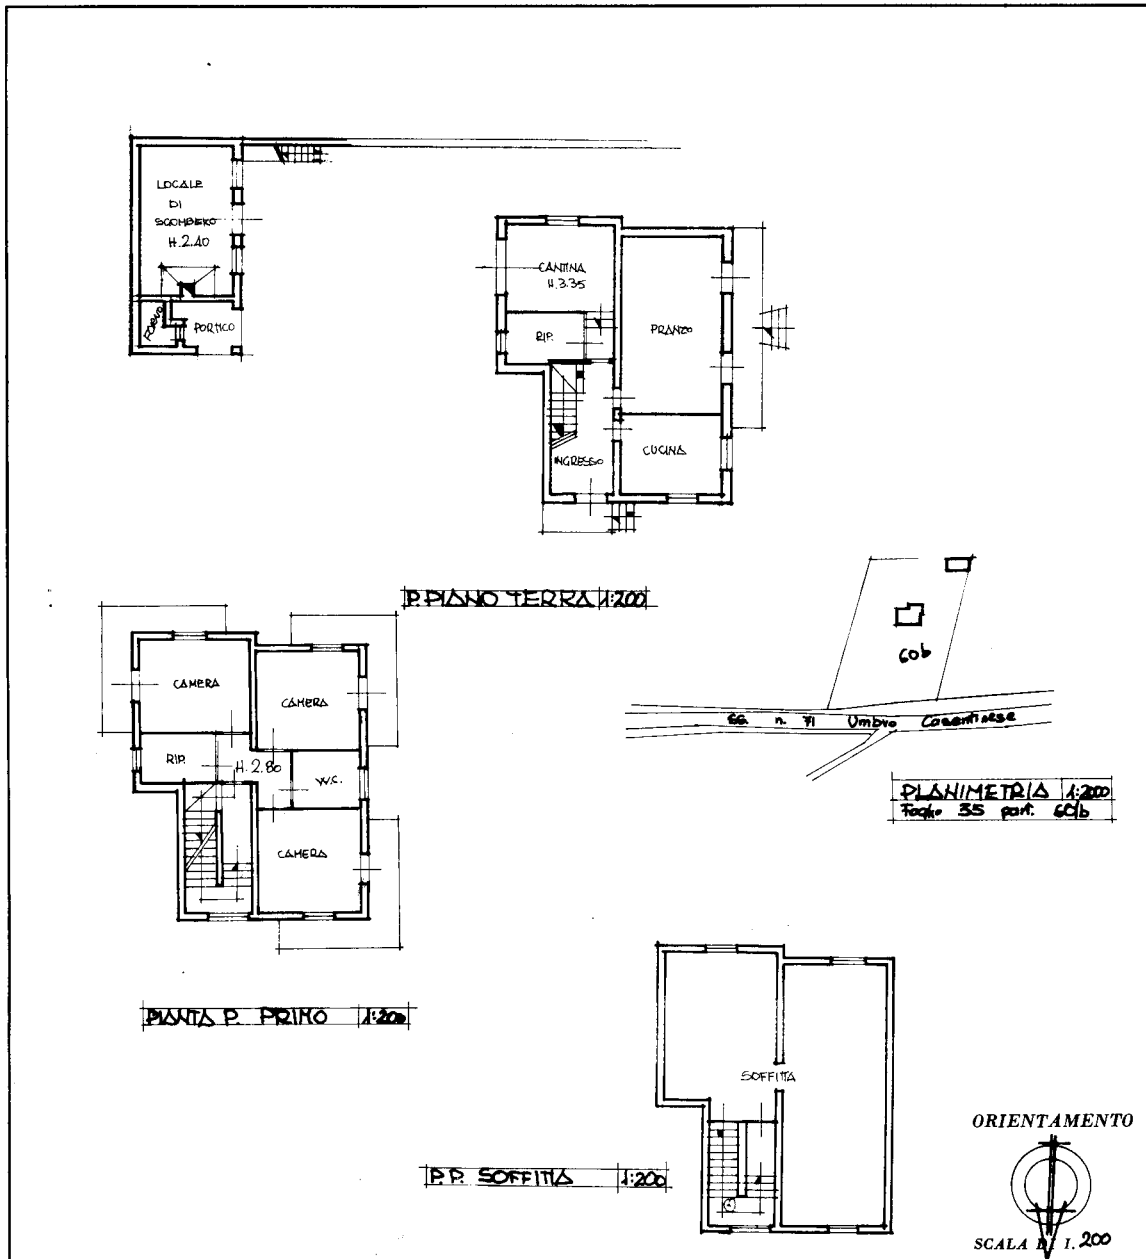 LOCALE
DI
SGOMBERO
H.2.40
FORNO
PORTICO
CANTINA
H.3.35
RIP.
PRANZO
INGRESSO
CUCINA
P. PIANO TERRA 1:200
CAMERA
CAMERA
RIP.
H.2.80
W.C.
CAMERA
PIANTA P. PRIMO 1:200
60b
SS. n. 71 Umbro Casentinese
PLANIMETRIA 1:2000
Foglio 35 part. 60/b
SOFFITTA
P.P. SOFFITTA 1:200
ORIENTAMENTO
SCALA DI 1. 200